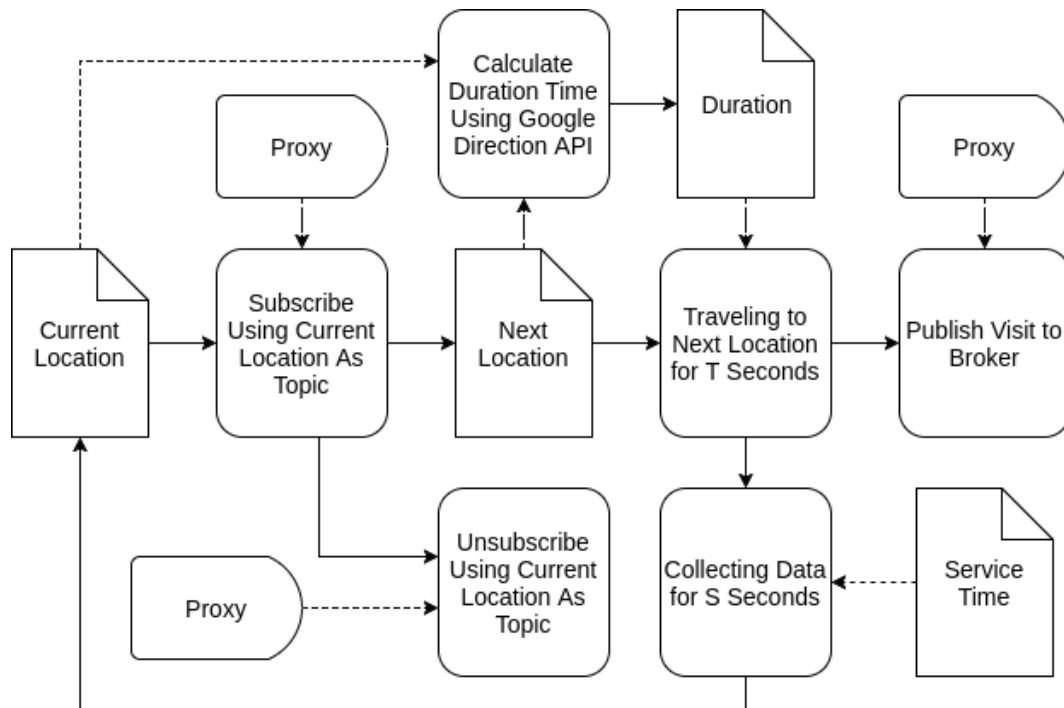 Calculate
Duration Time
Using Google
Direction API
Duration
Proxy
Proxy
Current
Location
Subscribe
Using Current
Location As
Topic
Next
Location
Traveling to
Next Location
for T Seconds
Publish Visit to
Broker
Proxy
Unsubscribe
Using Current
Location As
Topic
Collecting Data
for S Seconds
Service
Time